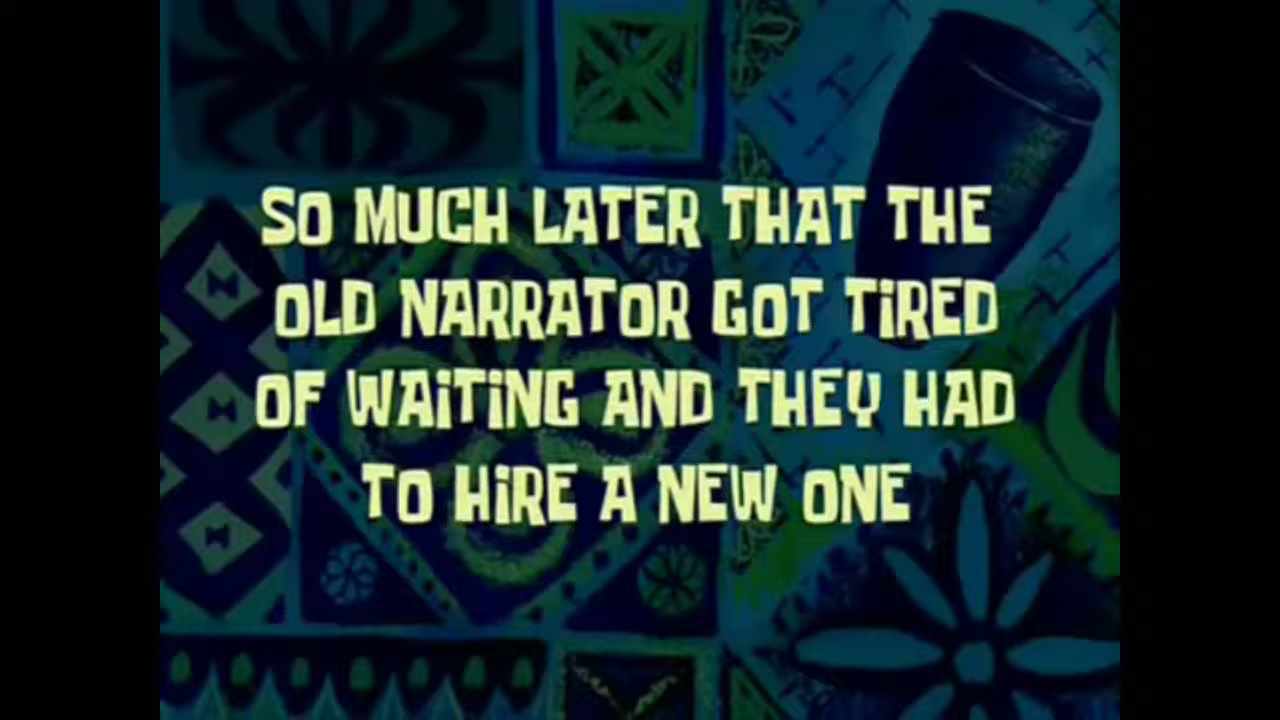 SO MUCH LATER THAT THE
OLD NARRATOR GOT TiRED
OF WAiTiNG AND THEY HAD
TO HiRE A NEW ONE